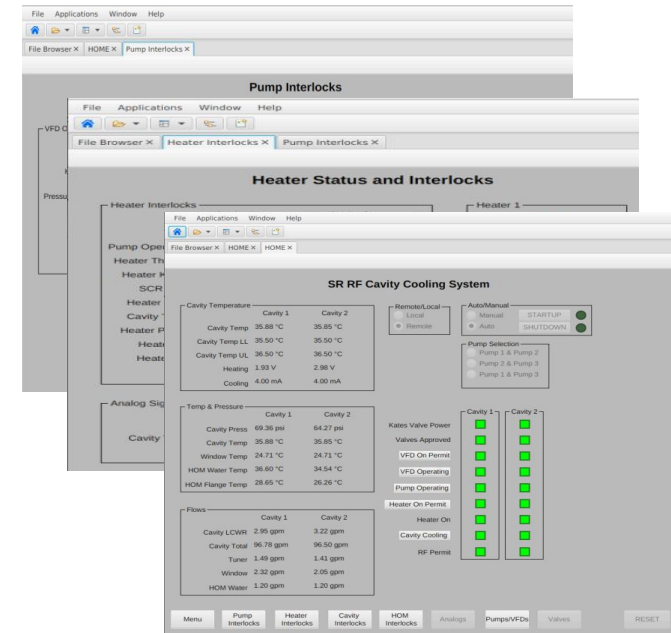 File Applications Window Help
File Browser × HOME × Pump Interlocks ×
Pump Interlocks
VFD O
Pressu
File Applications Window Help
File Browser × Heater Interlocks × Pump Interlocks ×
Heater Status and Interlocks
Heater Interlocks Heater 1
Pump Ope
Heater Th
Heater
SCR
Heater
Cavity
Heater P
Heat
Heate
Analog Sig
Cavity
File Applications Window Help
File Browser × HOME × HOME ×
SR RF Cavity Cooling System
Cavity Temperature
Cavity 1 Cavity 2
Cavity Temp 35.88 °C 35.85 °C
Cavity Temp LL 35.50 °C 35.50 °C
Cavity Temp UL 36.50 °C 36.50 °C
Heating 1.93 V 2.98 V
Cooling 4.00 mA 4.00 mA
Remote/Local
Local
Remote
Auto/Manual
Manual STARTUP
Auto SHUTDOWN
Pump Selection
Pump 1 & Pump 2
Pump 2 & Pump 3
Pump 1 & Pump 3
Temp & Pressure
Cavity 1 Cavity 2
Cavity Press 69.36 psi 64.27 psi
Cavity Temp 35.88 °C 35.85 °C
Window Temp 24.71 °C 24.71 °C
HOM Water Temp 36.60 °C 34.54 °C
HOM Flange Temp 28.65 °C 26.26 °C
Flows
Cavity 1 Cavity 2
Cavity LCWR 2.95 gpm 3.22 gpm
Cavity Total 96.78 gpm 96.50 gpm
Tuner 1.49 gpm 1.41 gpm
Window 2.32 gpm 2.05 gpm
HOM Water 1.20 gpm 1.20 gpm
Cavity 1 Cavity 2
Kates Valve Power
Valves Approved
VFD On Permit
VFD Operating
Pump Operating
Heater On Permit
Heater On
Cavity Cooling
RF Permit
Menu Pump Interlocks Heater Interlocks Cavity Interlocks HOM Interlocks Analogs Pumps/VFDs Valves RESET